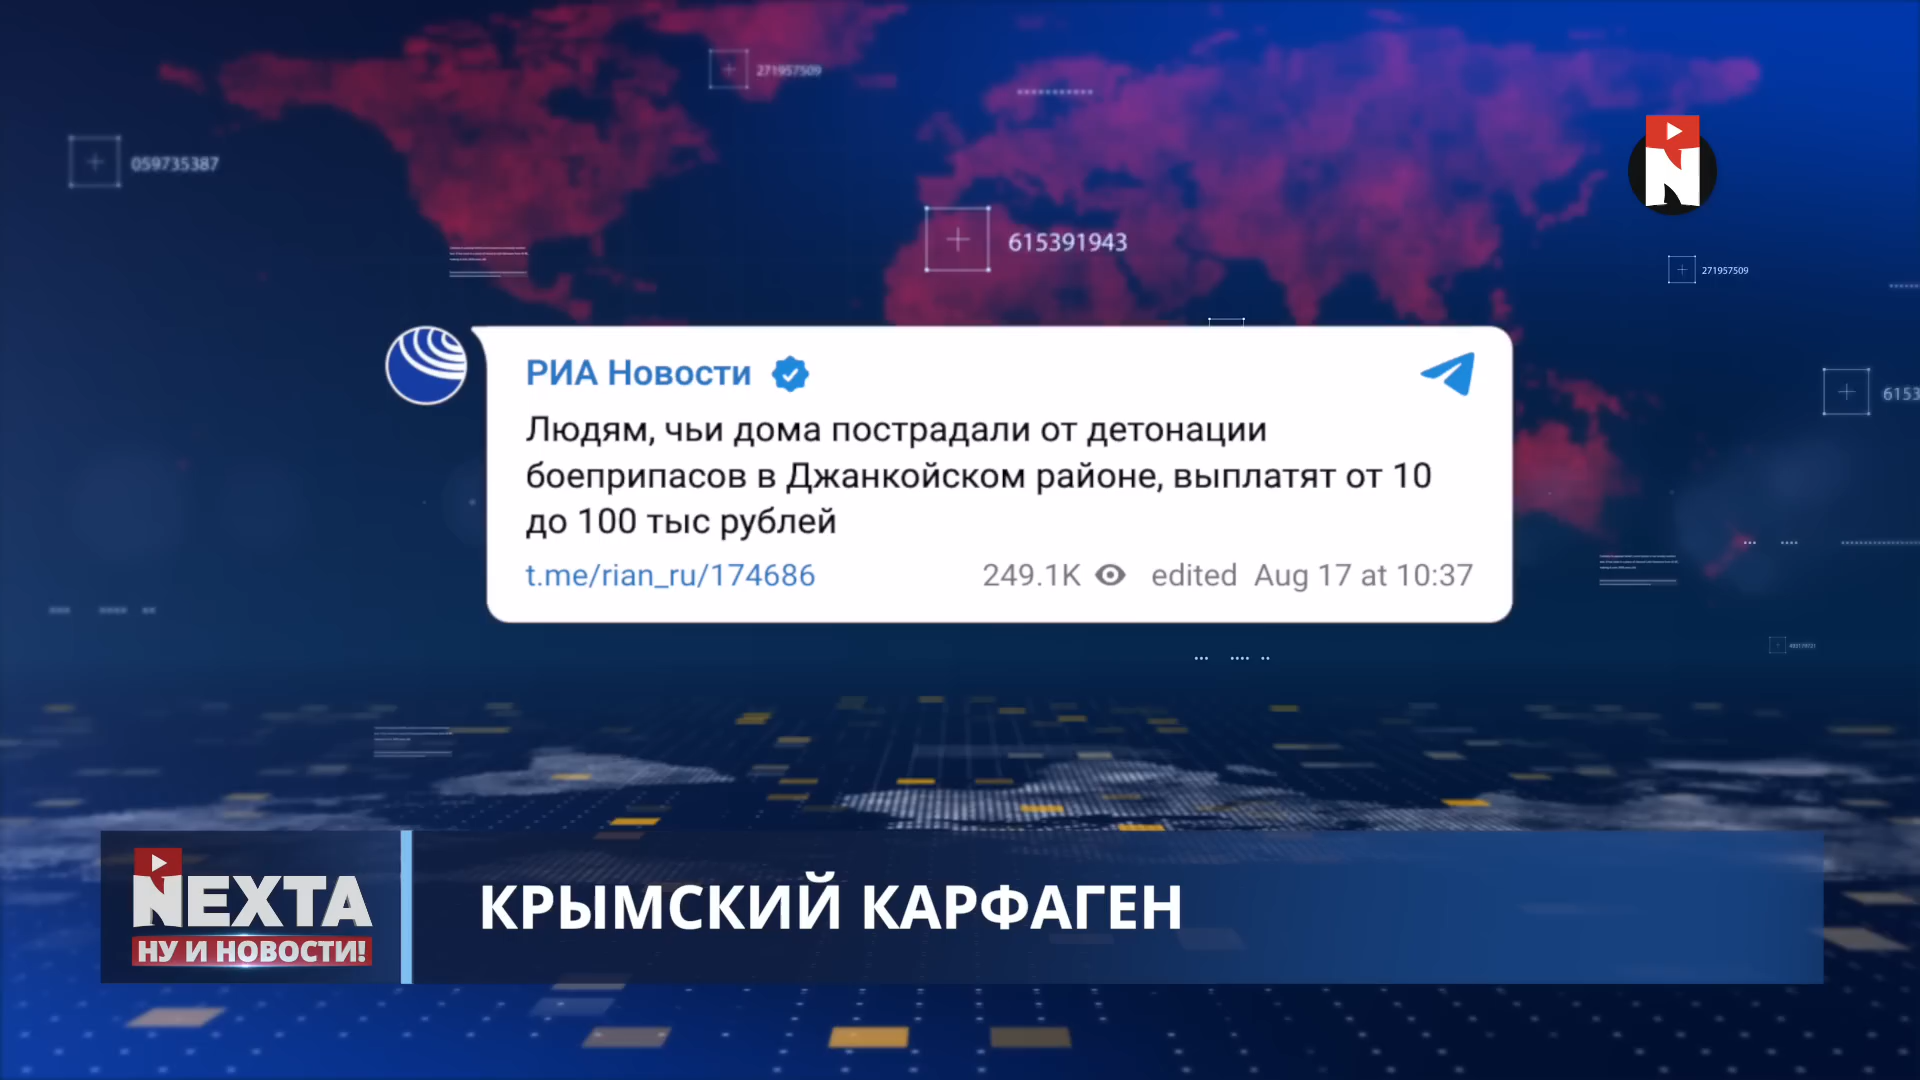 271957509
059735387
615391943
271957509
6153
РИА Новости
Людям, чьи дома пострадали от детонации
боеприпасов в Джанкойском районе, выплатят от 10
до 100 тыс рублей
t.me/rian_ru/174686 249.1K edited Aug 17 at 10:37
NEXTA
НУ И НОВОСТИ!
КРЫМСКИЙ КАРФАГЕН